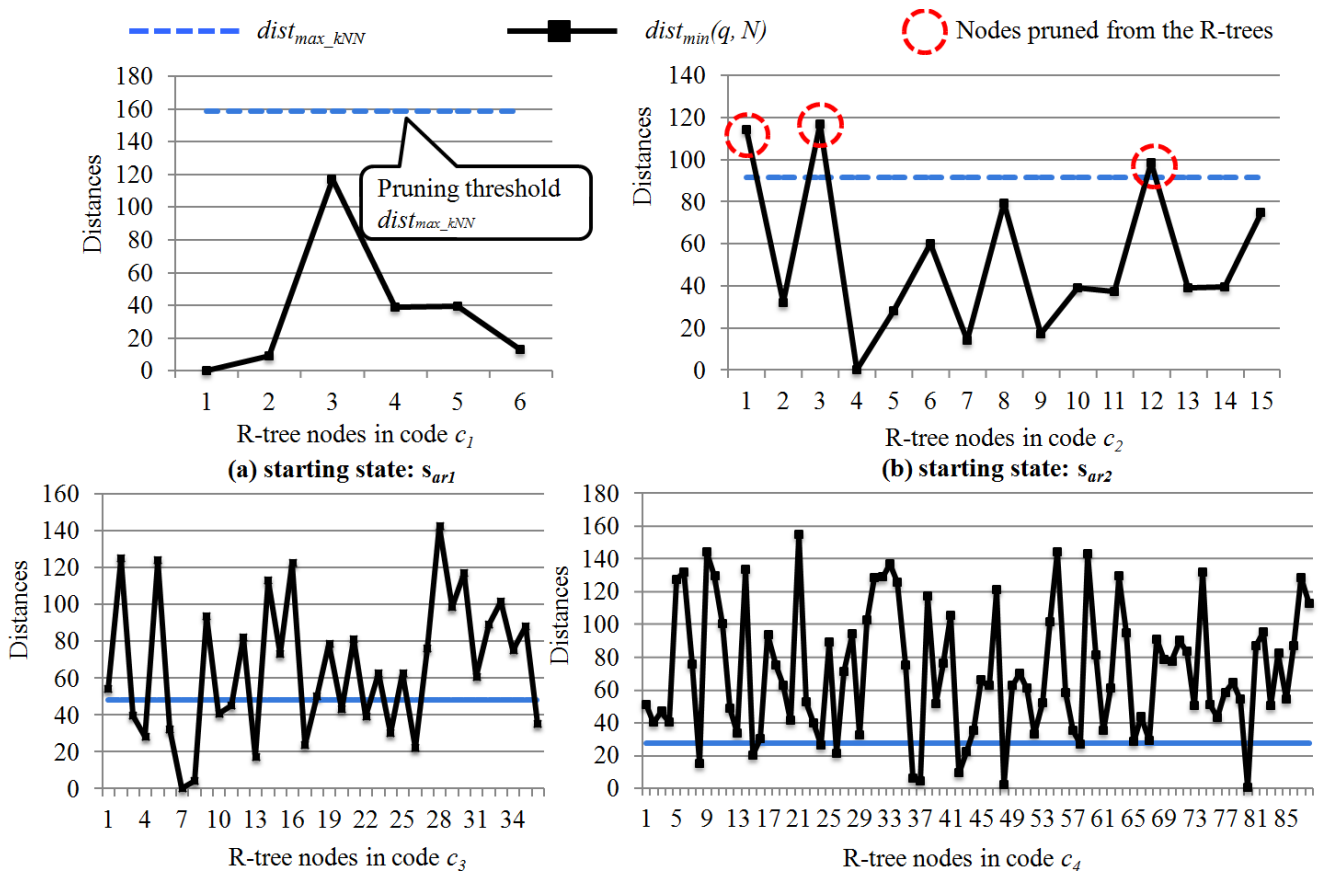 dist_max_kNN dist_min(q, N) Nodes pruned from the R-trees
180
160
140
120
100
80
60
40
20
0
Distances
Pruning threshold
dist_max_kNN
1 2 3 4 5 6
R-tree nodes in code c_1
(a) starting state: s_ar1
140
120
100
80
60
40
20
0
Distances
1 2 3 4 5 6 7 8 9 10 11 12 13 14 15
R-tree nodes in code c_2
(b) starting state: s_ar2
160
140
120
100
80
60
40
20
0
Distances
1 4 7 10 13 16 19 22 25 28 31 34
R-tree nodes in code c_3
180
160
140
120
100
80
60
40
20
0
Distances
1 5 9 13 17 21 25 29 33 37 41 45 49 53 57 61 65 69 73 77 81 85
R-tree nodes in code c_4